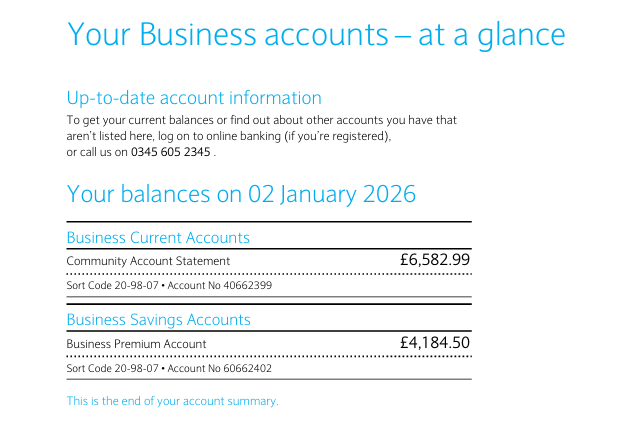 Your Business accounts – at a glance
Up-to-date account information
To get your current balances or find out about other accounts you have that
aren't listed here, log on to online banking (if you're registered),
or call us on 0345 605 2345 .
Your balances on 02 January 2026
Business Current Accounts
Community Account Statement £6,582.99
Sort Code 20-98-07 • Account No 40662399
Business Savings Accounts
Business Premium Account £4,184.50
Sort Code 20-98-07 • Account No 60662402
This is the end of your account summary.